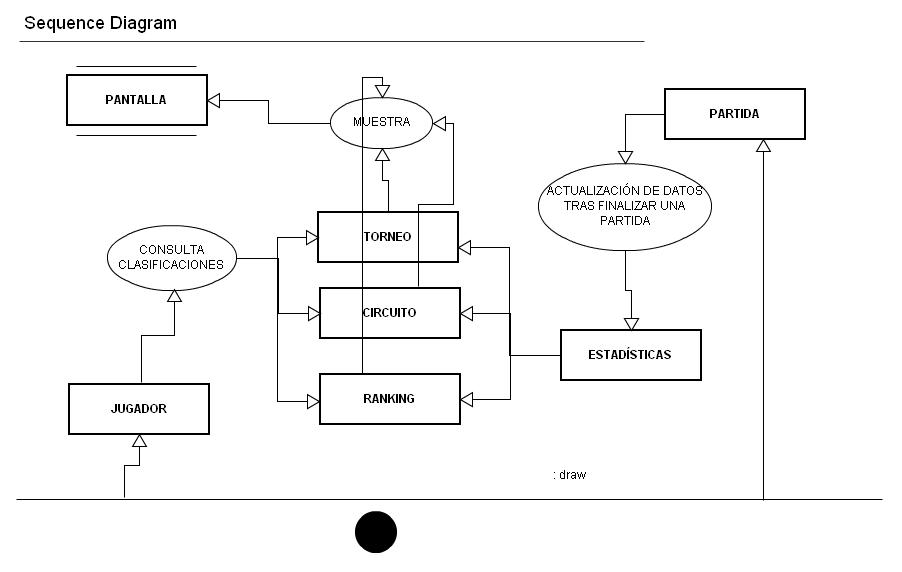 Sequence Diagram
PANTALLA
MUESTRA
PARTIDA
ACTUALIZACIÓN DE DATOS
TRAS FINALIZAR UNA
PARTIDA
TORNEO
CONSULTA
CLASIFICACIONES
CIRCUITO
ESTADÍSTICAS
RANKING
JUGADOR
: draw